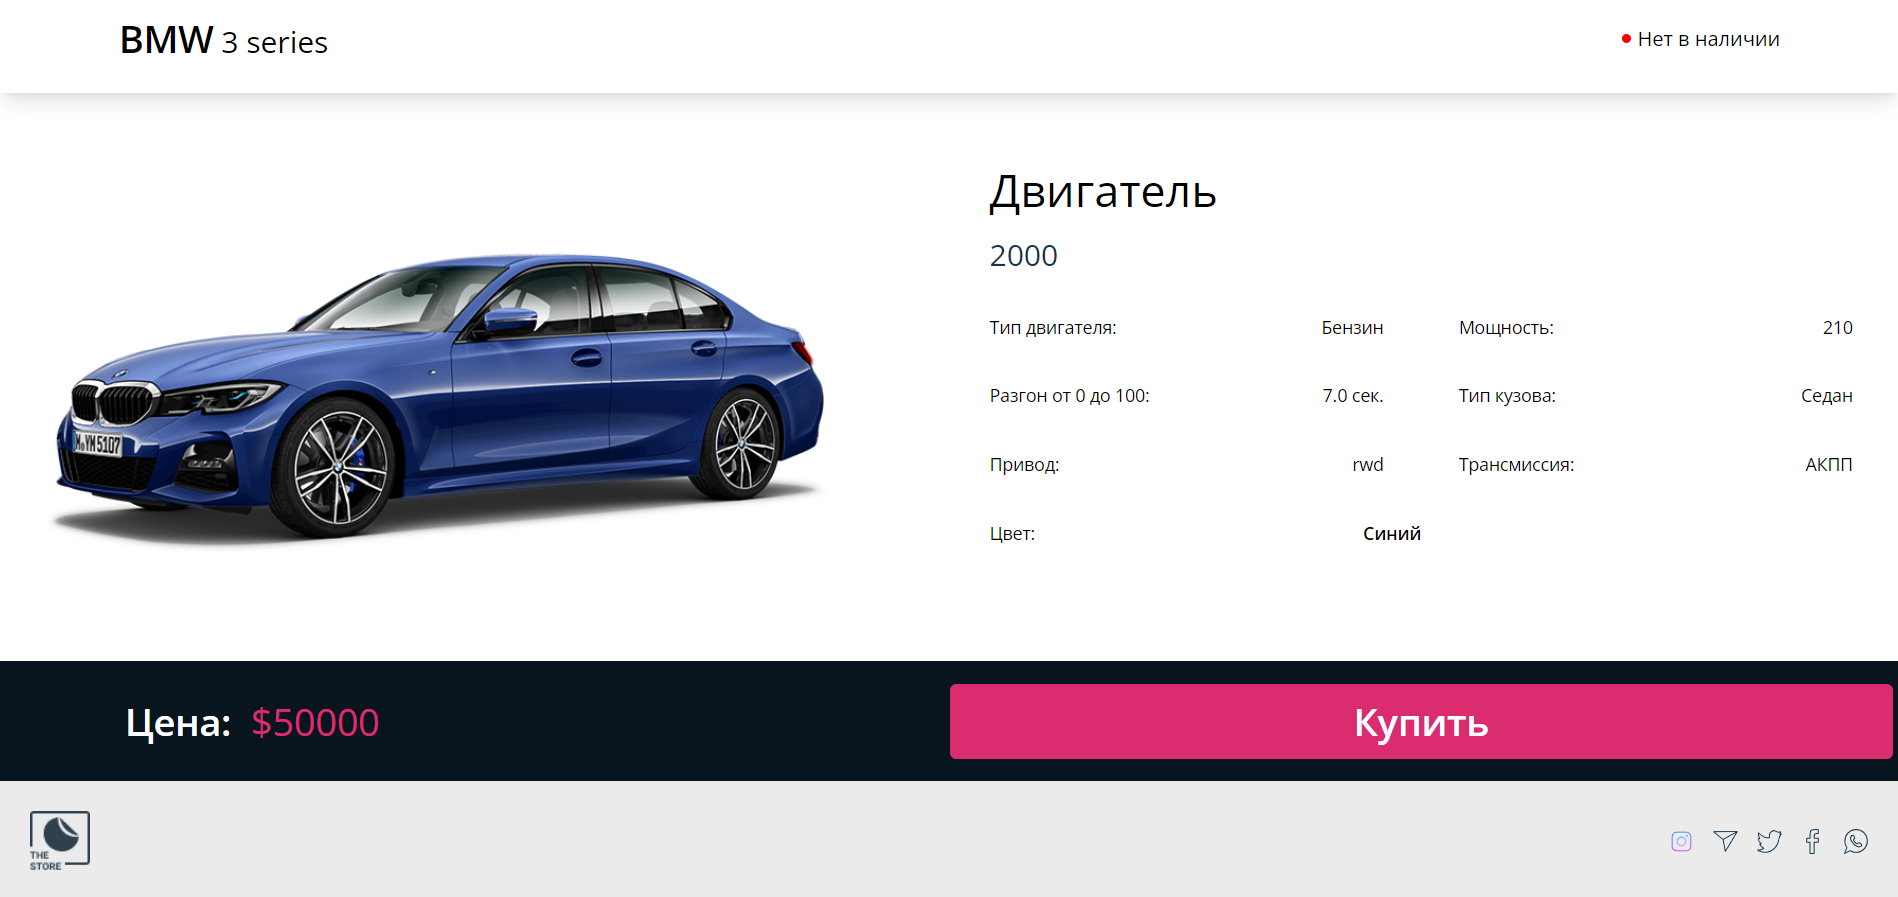 BMW 3 series
Нет в наличии
Двигатель
2000
Тип двигателя: Бензин Мощность: 210
Разгон от 0 до 100: 7.0 сек. Тип кузова: Седан
Привод: rwd Трансмиссия: АКПП
Цвет: Синий
M YM 5107
Цена: $50000
Купить
THE
STORE